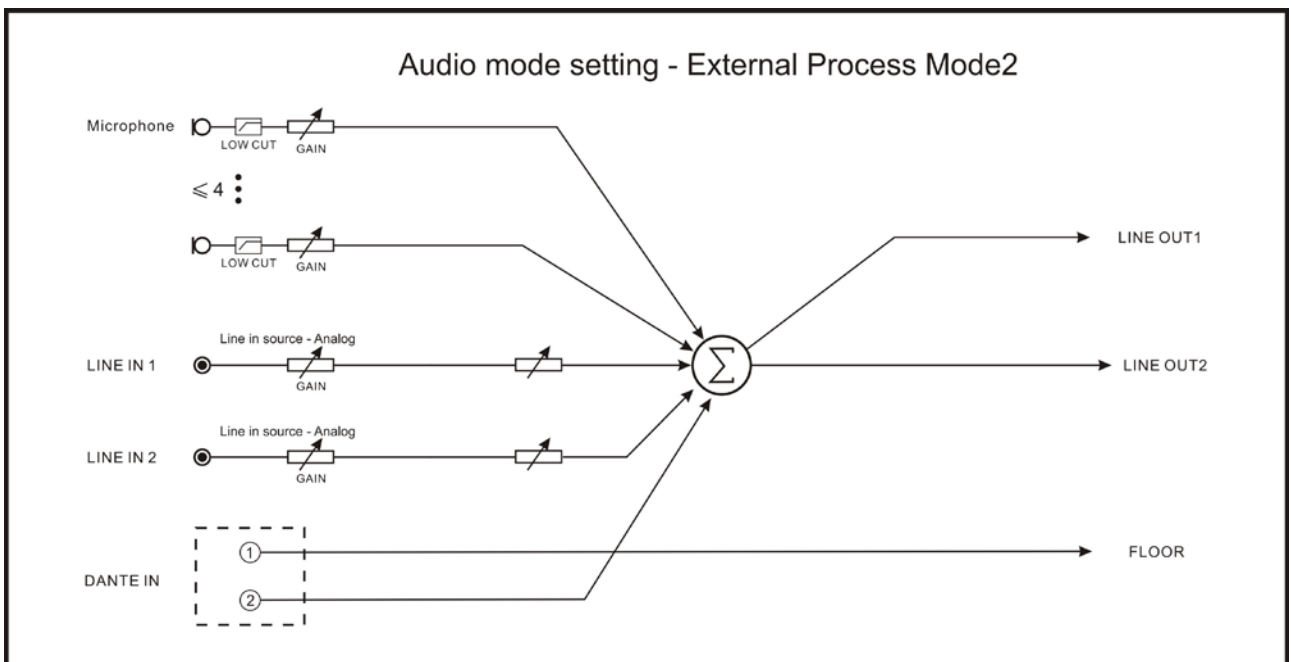 Audio mode setting - External Process Mode2
Microphone
LOW CUT
GAIN
≤ 4
LOW CUT
GAIN
LINE OUT1
Line in source - Analog
LINE IN 1
GAIN
Σ
LINE OUT2
Line in source - Analog
LINE IN 2
GAIN
1
FLOOR
DANTE IN
2